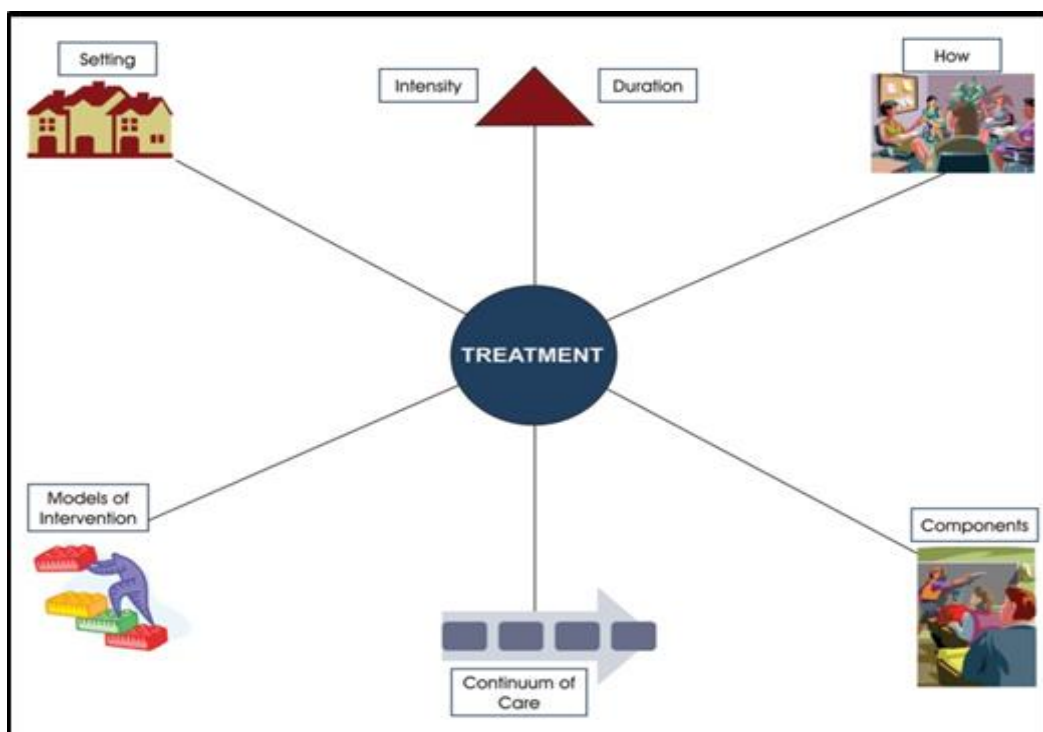 Setting
Intensity
Duration
How
TREATMENT
Models of
Intervention
Components
Continuum of
Care